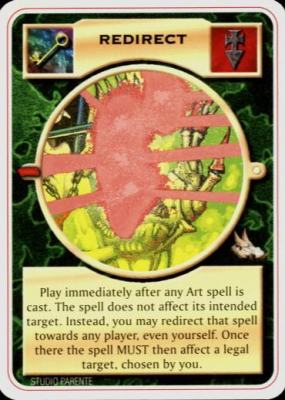 REDIRECT
Play immediately after any Art spell is
cast. The spell does not affect its intended
target. Instead, you may redirect that spell
towards any player, even yourself. Once
there the spell MUST then affect a legal
target, chosen by you.
STUDIO PARENTE